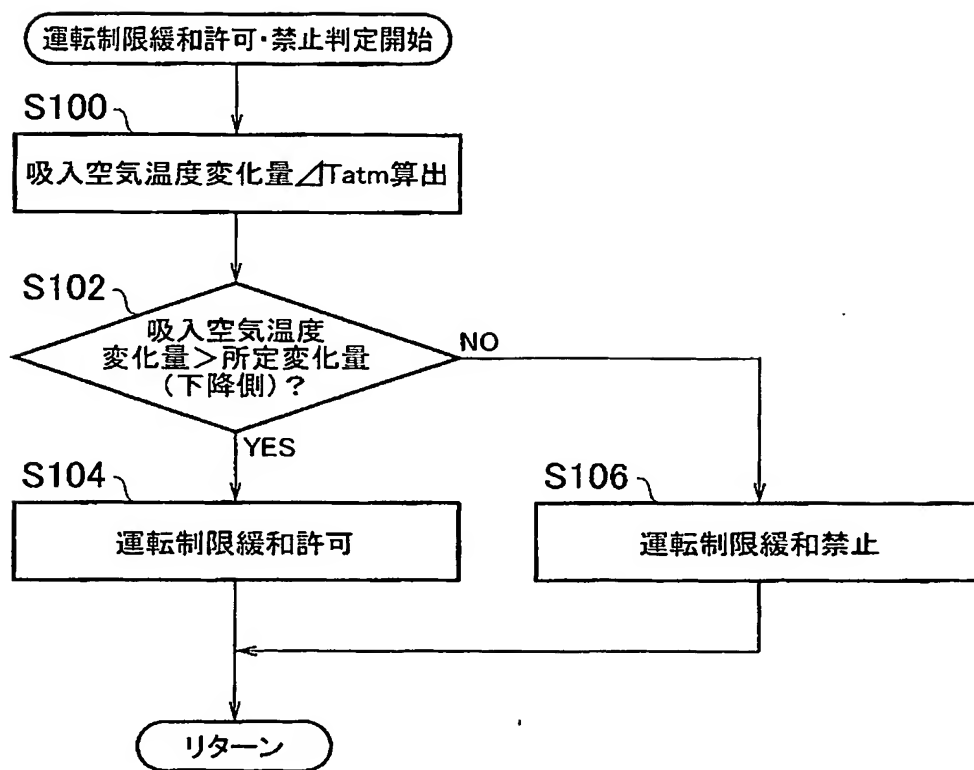 運転制限緩和許可・禁止判定開始
S100
吸入空気温度変化量⊿Tatm算出
S102
吸入空気温度
変化量＞所定変化量
（下降側）？
NO
YES
S104
運転制限緩和許可
S106
運転制限緩和禁止
リターン